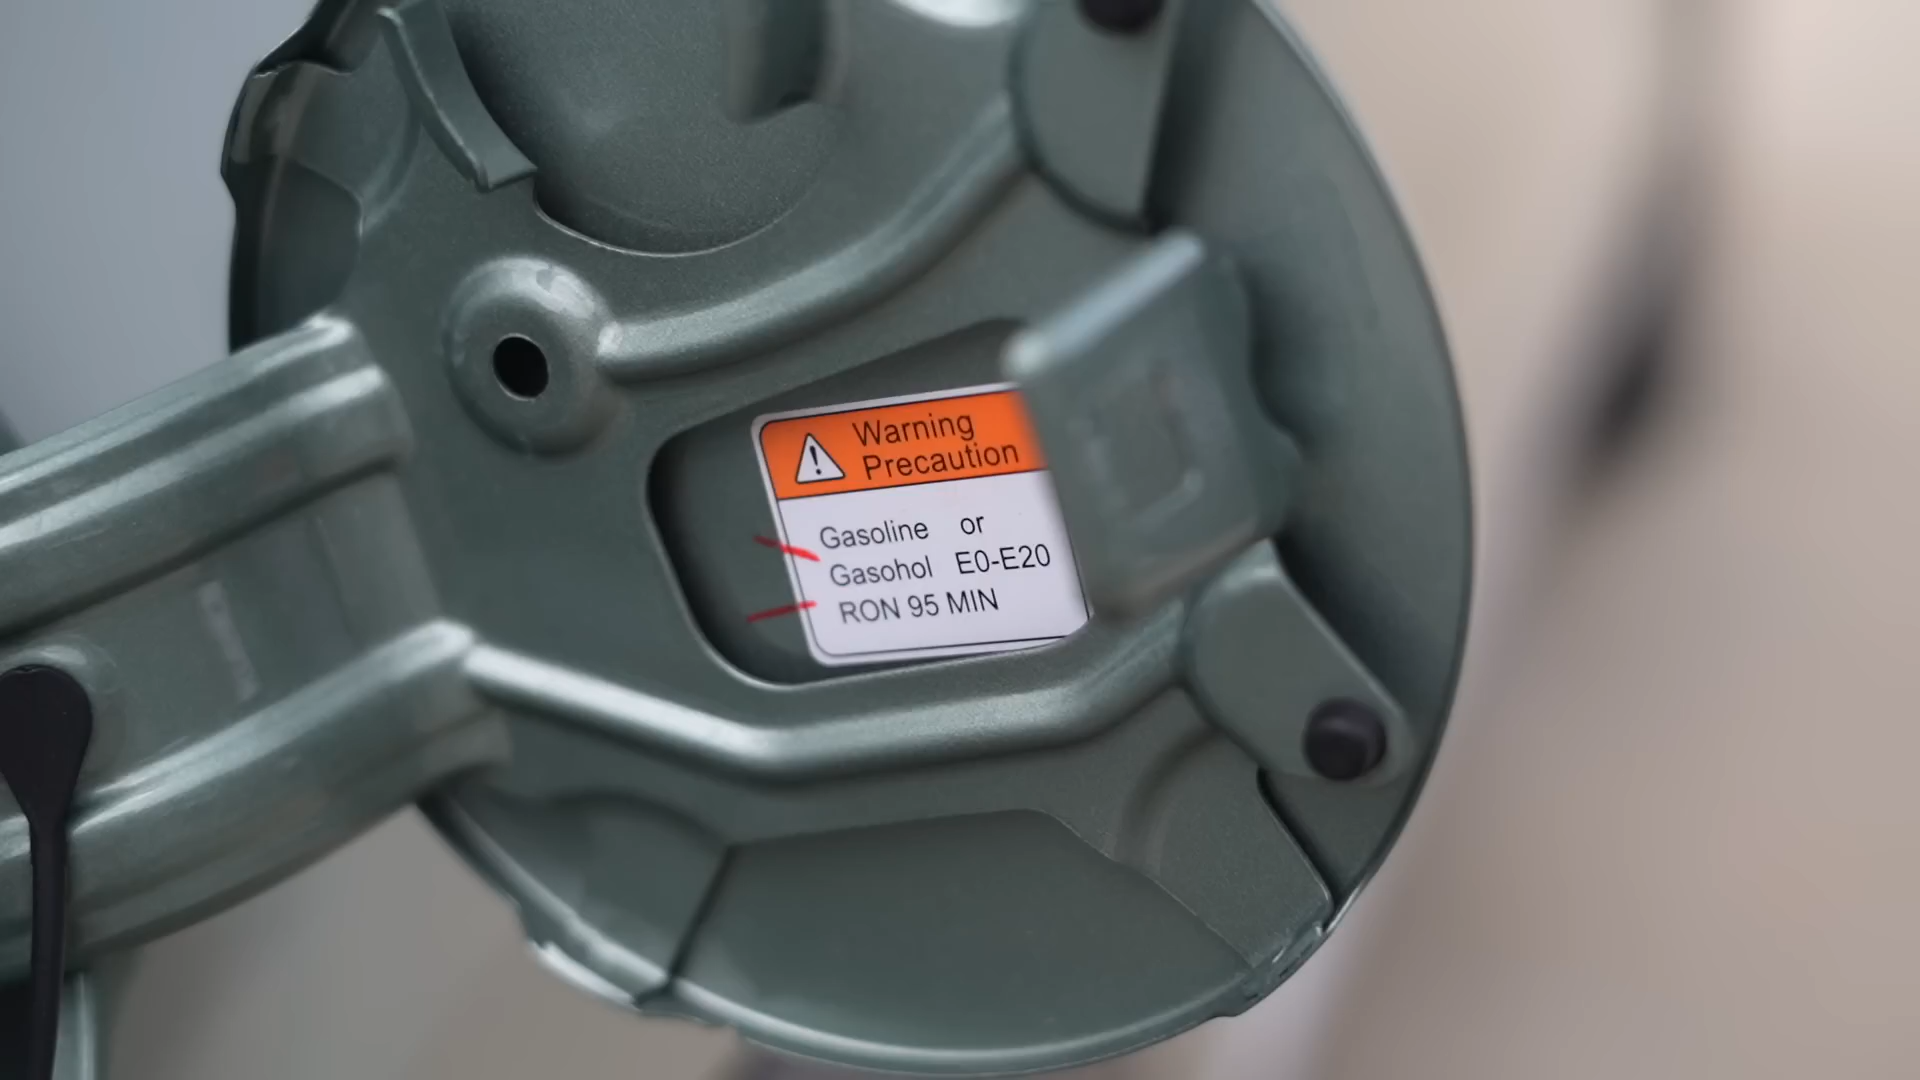 Warning
Precaution
Gasoline or
Gasohol E0-E20
RON 95 MIN